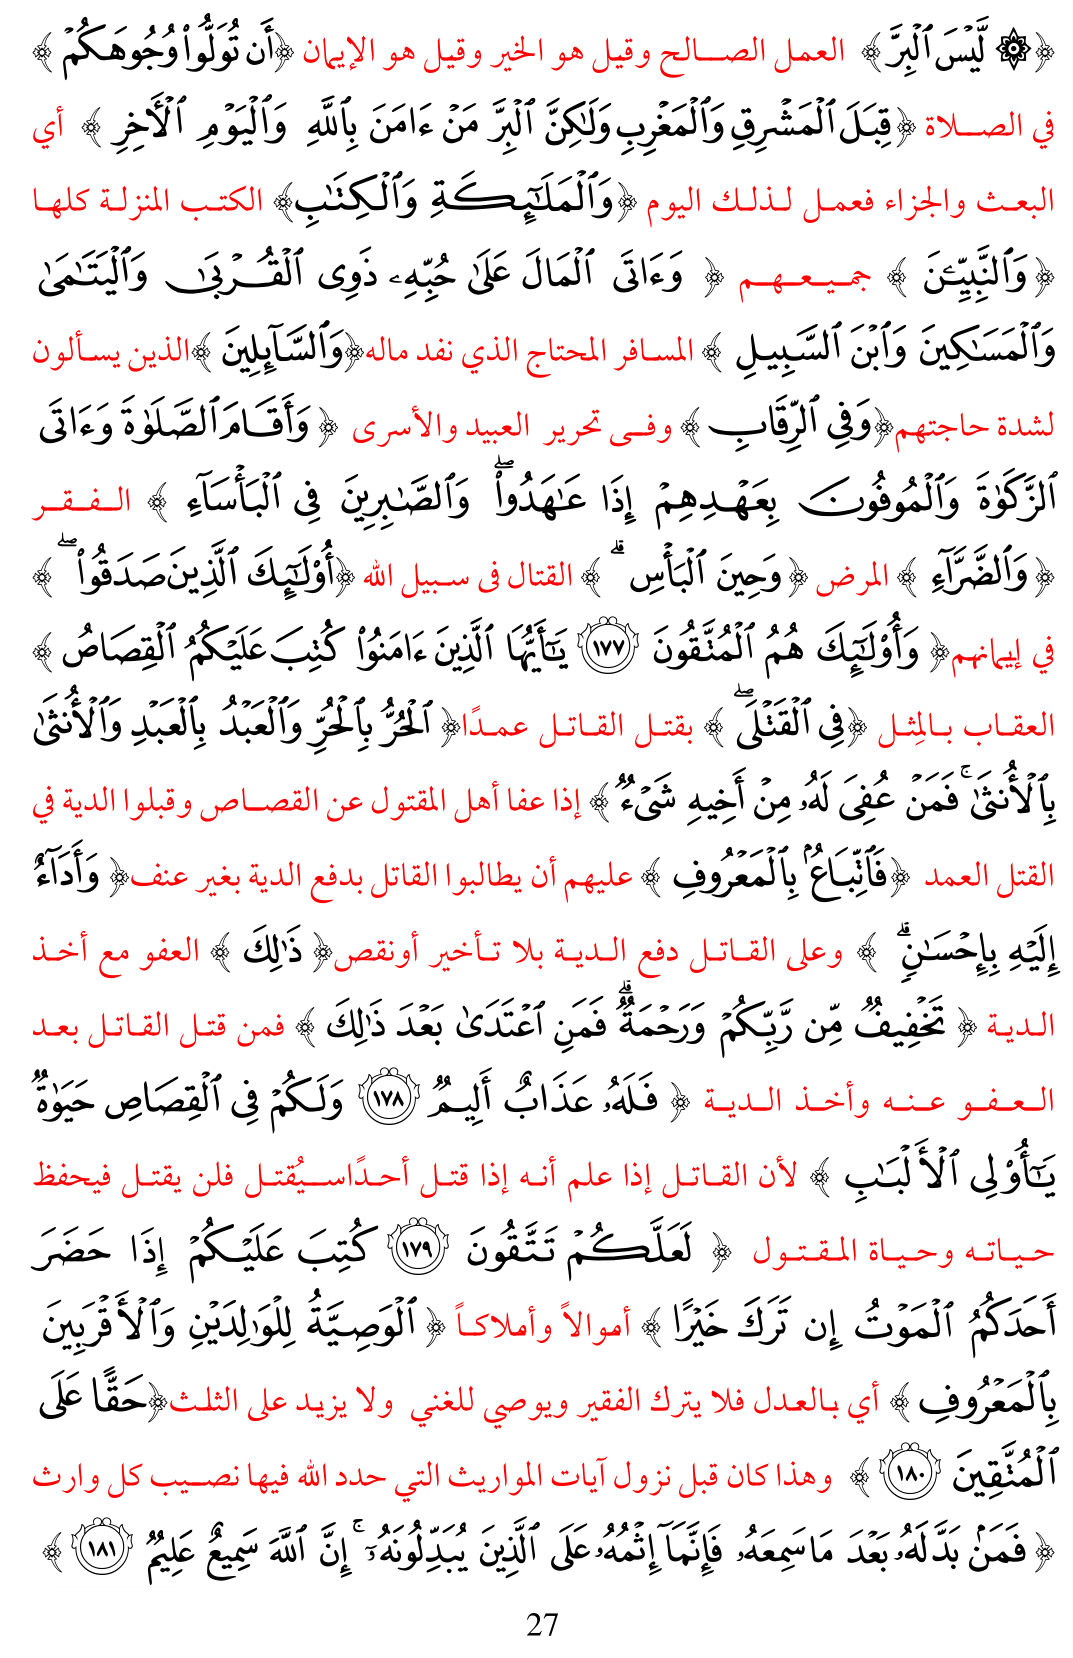 ﴿ ۞ لَّيْسَ ٱلْبِرَّ ﴾ العمل الصالح وقيل هو الخير وقيل هو الإيمان ﴿ أَن تُوَلُّوا۟ وُجُوهَكُمْ ﴾
في الصلاة ﴿ قِبَلَ ٱلْمَشْرِقِ وَٱلْمَغْرِبِ وَلَٰكِنَّ ٱلْبِرَّ مَنْ ءَامَنَ بِٱللَّهِ وَٱلْيَوْمِ ٱلْءَاخِرِ ﴾ أي
البعث والجزاء فعمل لذلك اليوم ﴿ وَٱلْمَلَٰٓئِكَةِ وَٱلْكِتَٰبِ ﴾ الكتب المنزلة كلها
﴿ وَٱلنَّبِيِّـۧنَ ﴾ جميعهم ﴿ وَءَاتَى ٱلْمَالَ عَلَىٰ حُبِّهِۦ ذَوِى ٱلْقُرْبَىٰ وَٱلْيَتَٰمَىٰ
وَٱلْمَسَٰكِينَ وَٱبْنَ ٱلسَّبِيلِ ﴾ المسافر المحتاج الذي نفد ماله ﴿ وَٱلسَّآئِلِينَ ﴾ الذين يسألون
لشدة حاجتهم ﴿ وَفِى ٱلرِّقَابِ ﴾ وفى تحرير العبيد والأسرى ﴿ وَأَقَامَ ٱلصَّلَوٰةَ وَءَاتَى
ٱلزَّكَوٰةَ وَٱلْمُوفُونَ بِعَهْدِهِمْ إِذَا عَٰهَدُوا۟ ۖ وَٱلصَّٰبِرِينَ فِى ٱلْبَأْسَآءِ ﴾ الفقر
﴿ وَٱلضَّرَّآءِ ﴾ المرض ﴿ وَحِينَ ٱلْبَأْسِ ۗ ﴾ القتال فى سبيل الله ﴿ أُو۟لَٰٓئِكَ ٱلَّذِينَ صَدَقُوا۟ ۖ ﴾
في إيمانهم ﴿ وَأُو۟لَٰٓئِكَ هُمُ ٱلْمُتَّقُونَ ١٧٧ يَٰٓأَيُّهَا ٱلَّذِينَ ءَامَنُوا۟ كُتِبَ عَلَيْكُمُ ٱلْقِصَاصُ ﴾
العقاب بالمِثل ﴿ فِى ٱلْقَتْلَى ۖ ﴾ بقتل القاتل عمدًا ﴿ ٱلْحُرُّ بِٱلْحُرِّ وَٱلْعَبْدُ بِٱلْعَبْدِ وَٱلْأُنثَىٰ
بِٱلْأُنثَىٰ ۚ فَمَنْ عُفِىَ لَهُۥ مِنْ أَخِيهِ شَىْءٌ ﴾ إذا عفا أهل المقتول عن القصاص وقبلوا الدية في
القتل العمد ﴿ فَٱتِّبَاعٌۢ بِٱلْمَعْرُوفِ ﴾ عليهم أن يطالبوا القاتل بدفع الدية بغير عنف ﴿ وَأَدَآءٌ
إِلَيْهِ بِإِحْسَٰنٍ ۗ ﴾ وعلى القاتل دفع الدية بلا تأخير أونقص ﴿ ذَٰلِكَ ﴾ العفو مع أخذ
الدية ﴿ تَخْفِيفٌ مِّن رَّبِّكُمْ وَرَحْمَةٌ ۗ فَمَنِ ٱعْتَدَىٰ بَعْدَ ذَٰلِكَ ﴾ فمن قتل القاتل بعد
العفو عنه وأخذ الدية ﴿ فَلَهُۥ عَذَابٌ أَلِيمٌ ١٧٨ وَلَكُمْ فِى ٱلْقِصَاصِ حَيَوٰةٌ
يَٰٓأُو۟لِى ٱلْأَلْبَٰبِ ﴾ لأن القاتل إذا علم أنه إذا قتل أحدًا سيُقتل فلن يقتل فيحفظ
حياته وحياة المقتول ﴿ لَعَلَّكُمْ تَتَّقُونَ ١٧٩ كُتِبَ عَلَيْكُمْ إِذَا حَضَرَ
أَحَدَكُمُ ٱلْمَوْتُ إِن تَرَكَ خَيْرًا ﴾ أموالاً وأملاكاً ﴿ ٱلْوَصِيَّةُ لِلْوَٰلِدَيْنِ وَٱلْأَقْرَبِينَ
بِٱلْمَعْرُوفِ ﴾ أي بالعدل فلا يترك الفقير ويوصي للغني ولا يزيد على الثلث ﴿ حَقًّا عَلَى
ٱلْمُتَّقِينَ ١٨٠ ﴾ وهذا كان قبل نزول آيات المواريث التي حدد الله فيها نصيب كل وارث
﴿ فَمَنۢ بَدَّلَهُۥ بَعْدَ مَا سَمِعَهُۥ فَإِنَّمَآ إِثْمُهُۥ عَلَى ٱلَّذِينَ يُبَدِّلُونَهُۥٓ ۚ إِنَّ ٱللَّهَ سَمِيعٌ عَلِيمٌ ١٨١ ﴾
27